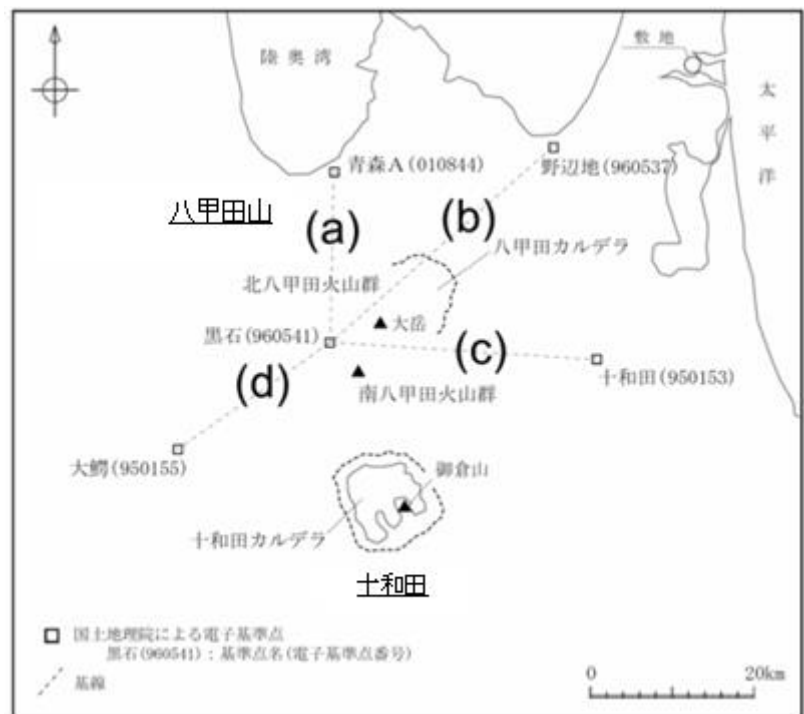 陸奥湾
敷地
太平洋
青森A(010844)
野辺地(960537)
八甲田山
(a)
(b)
八甲田カルデラ
北八甲田火山群
大岳
黒石(960541)
(c)
(d)
南八甲田火山群
十和田(950153)
大鰐(950155)
御倉山
十和田カルデラ
十和田
国土地理院による電子基準点
黒石(960541):基準点名(電子基準点番号)
基線
0 20km